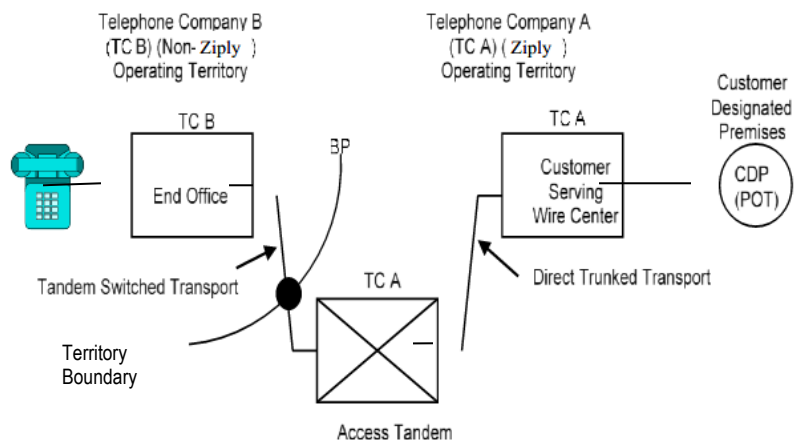 Telephone Company B
(TC B) (Non- Ziply )
Operating Territory
Telephone Company A
(TC A) ( Ziply )
Operating Territory
Customer
Designated
Premises
TC B
BP
TC A
End Office
Customer
Serving
Wire Center
CDP
(POT)
Tandem Switched Transport
TC A
Direct Trunked Transport
Territory
Boundary
Access Tandem